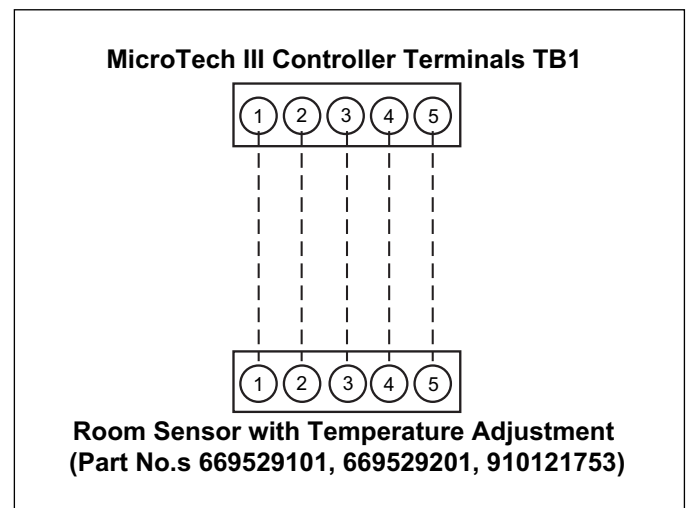 MicroTech III Controller Terminals TB1
1 2 3 4 5
1 2 3 4 5
Room Sensor with Temperature Adjustment
(Part No.s 669529101, 669529201, 910121753)